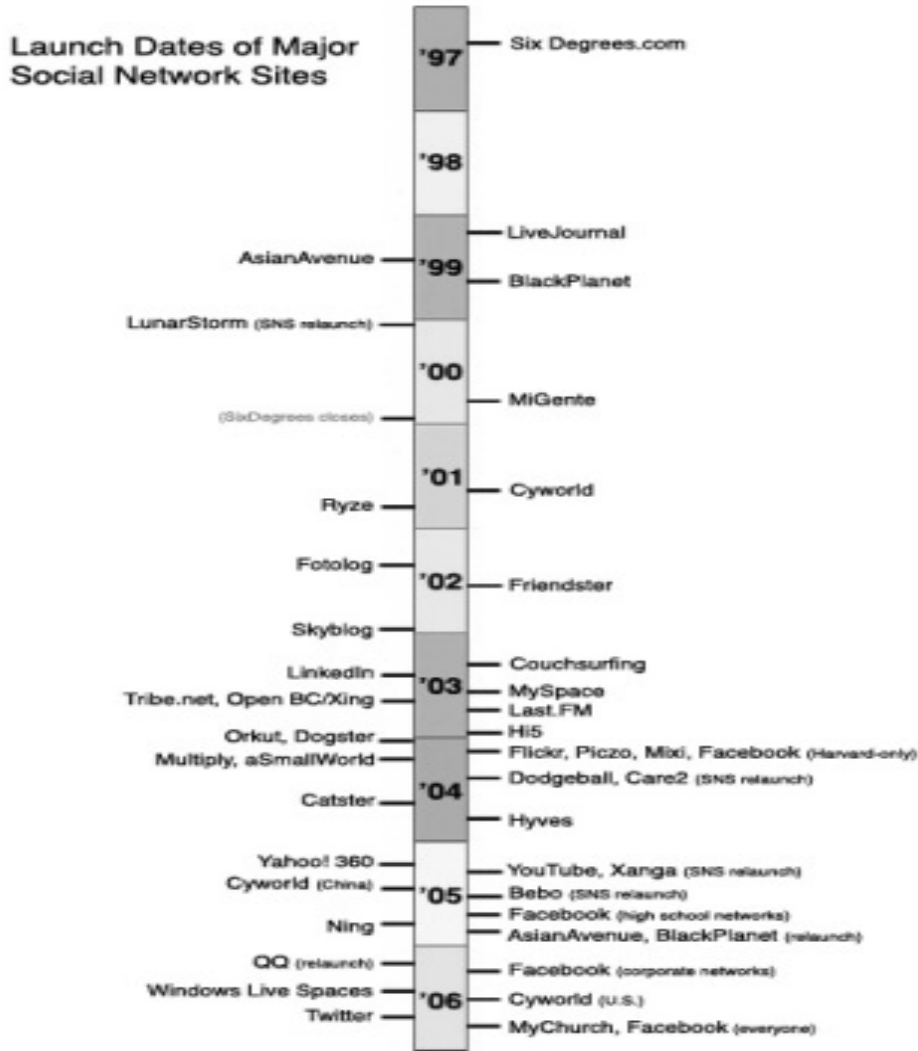 Launch Dates of Major
Social Network Sites
'97
Six Degrees.com
'98
'99
LiveJournal
AsianAvenue
BlackPlanet
'00
LunarStorm (SNS relaunch)
MiGente
(SixDegrees closes)
'01
Cyworld
Ryze
'02
Fotolog
Friendster
Skyblog
'03
Couchsurfing
LinkedIn
MySpace
Tribe.net, Open BC/Xing
Last.FM
Hi5
'04
Orkut, Dogster
Flickr, Piczo, Mixi, Facebook (Harvard-only)
Multiply, aSmallWorld
Dodgeball, Care2 (SNS relaunch)
Catster
Hyves
'05
Yahoo! 360
YouTube, Xanga (SNS relaunch)
Cyworld (China)
Bebo (SNS relaunch)
Facebook (high school networks)
Ning
AsianAvenue, BlackPlanet (relaunch)
'06
QQ (relaunch)
Facebook (corporate networks)
Windows Live Spaces
Cyworld (U.S.)
Twitter
MyChurch, Facebook (everyone)